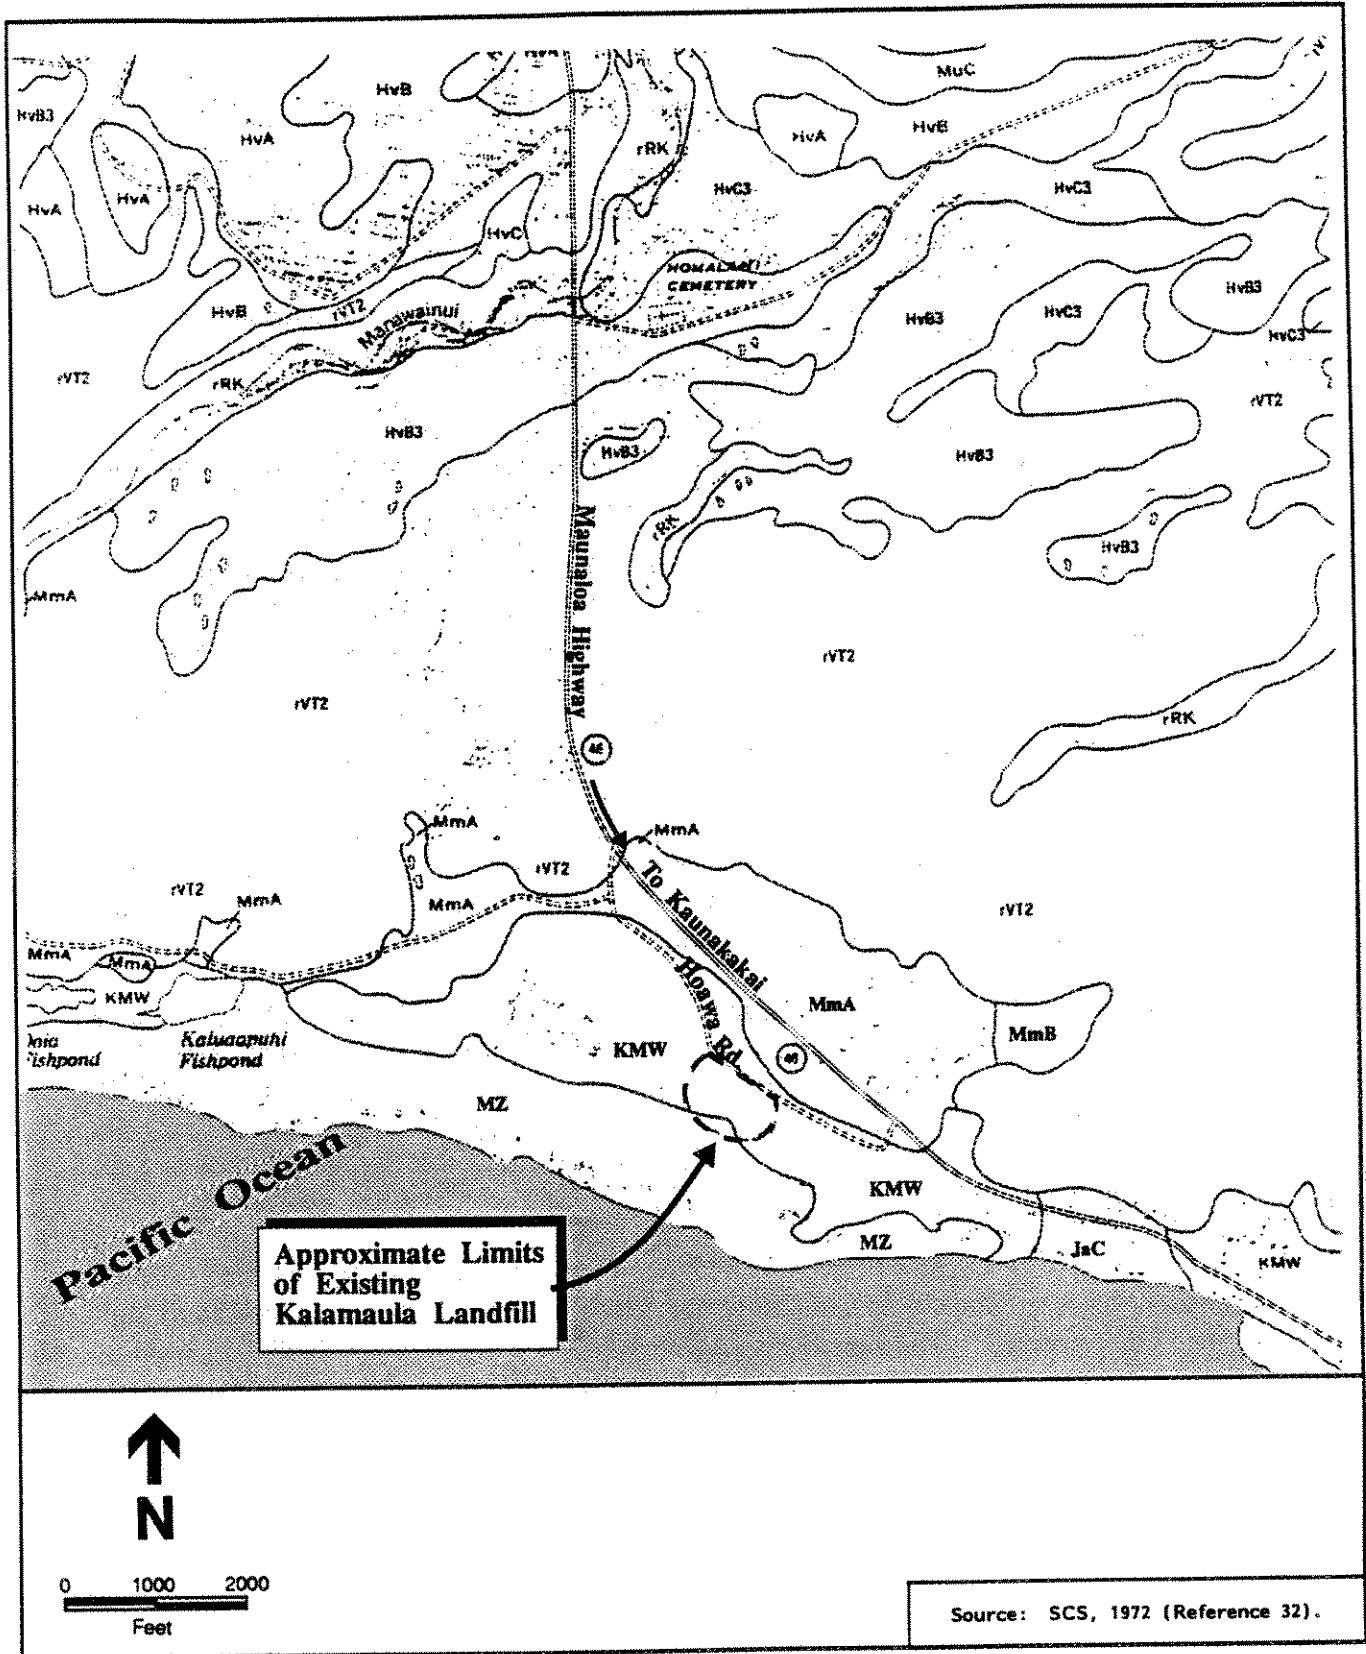 HvA
MuC
HvB
HvB3
HvA
HvA
HvB
rRK
HvC3
HvC3
HvA
HvA
HvC
HvB
rVT2
Manawainui
CEMETERY
HvB3
HvB3
HvC3
HvC3
rVT2
rRK
rVT2
HvB3
HvB3
HvB3
rRK
HvB3
Maunaloa Highway
MmA
rVT2
rVT2
rRK
46
MmA
MmA
rVT2
To Kaunakakai
rVT2
MmA
MmA
rVT2
MmA
MmA
Hoawa Rd
MmA
KMW
MmB
Fishpond
Kaluaapuhi
Fishpond
KMW
46
MZ
Pacific Ocean
KMW
MZ
JaC
KMW
Approximate Limits
of Existing
Kalamaula Landfill
N
0 1000 2000
Feet
Source: SCS, 1972 (Reference 32).